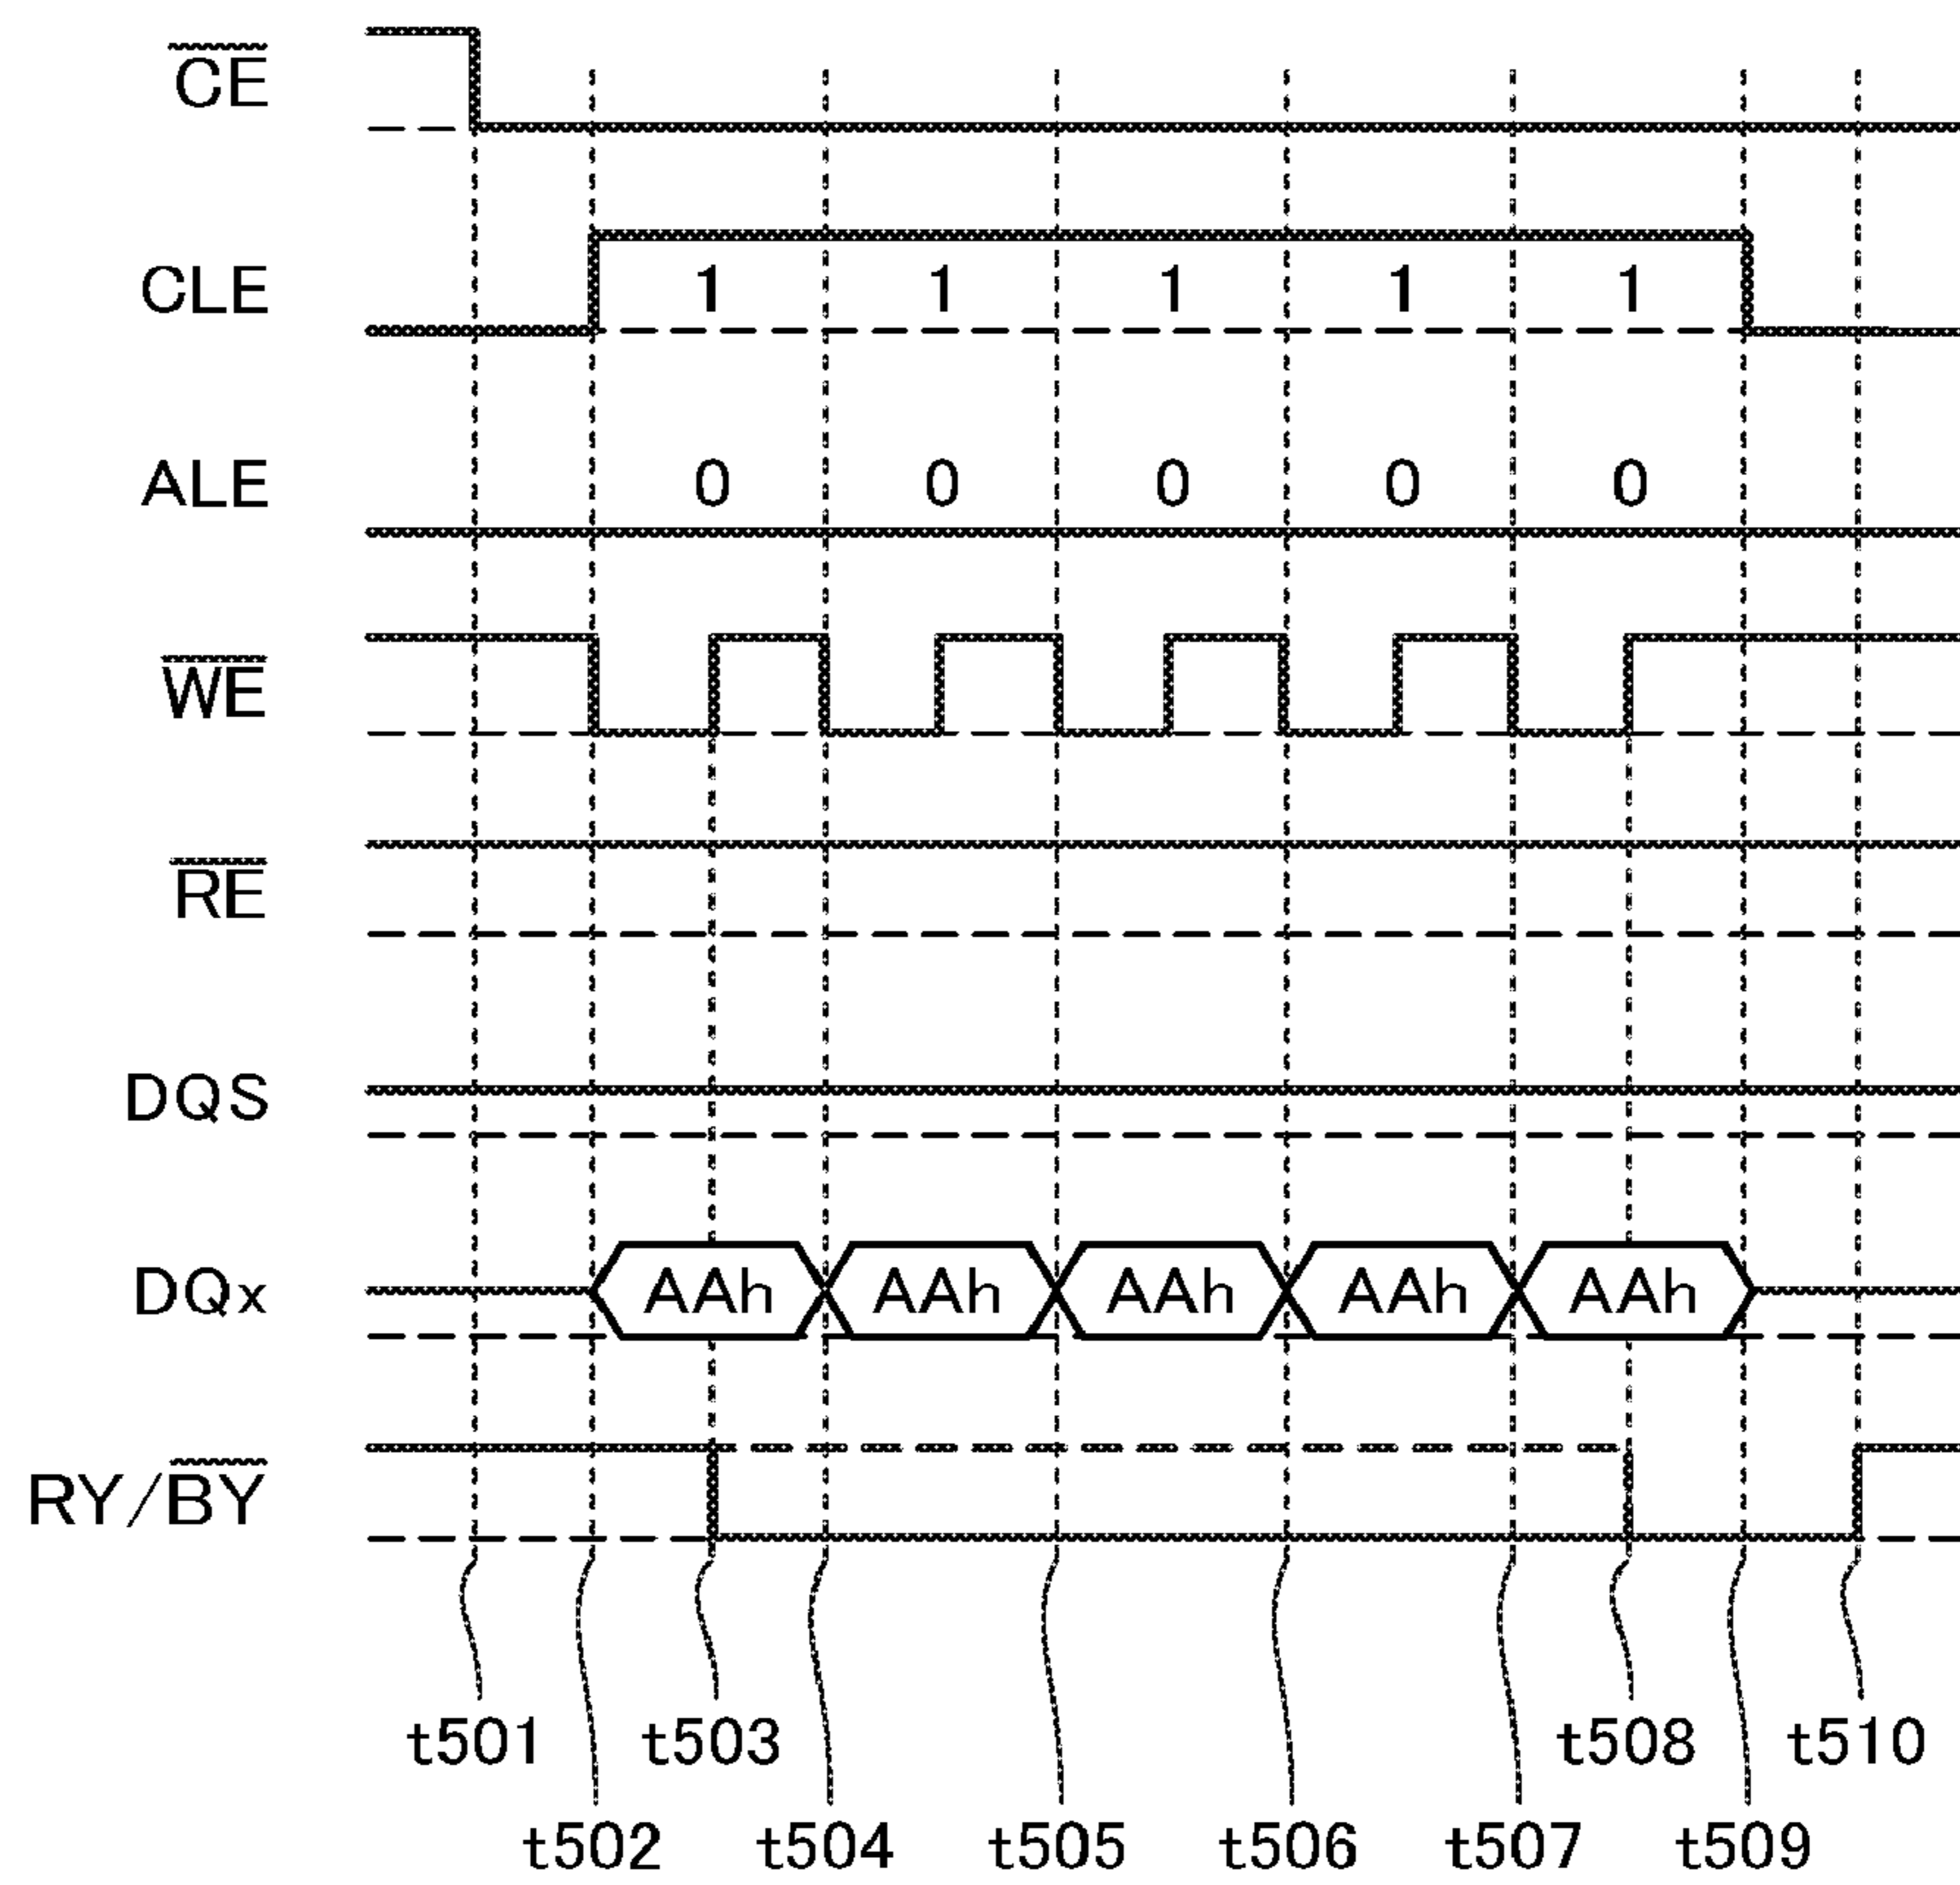 CE
CLE 1 1 1 1 1
ALE 0 0 0 0 0
WE
RE
DQS
DQx AAh AAh AAh AAh AAh
RY/BY
t501 t503 t508 t510
t502 t504 t505 t506 t507 t509